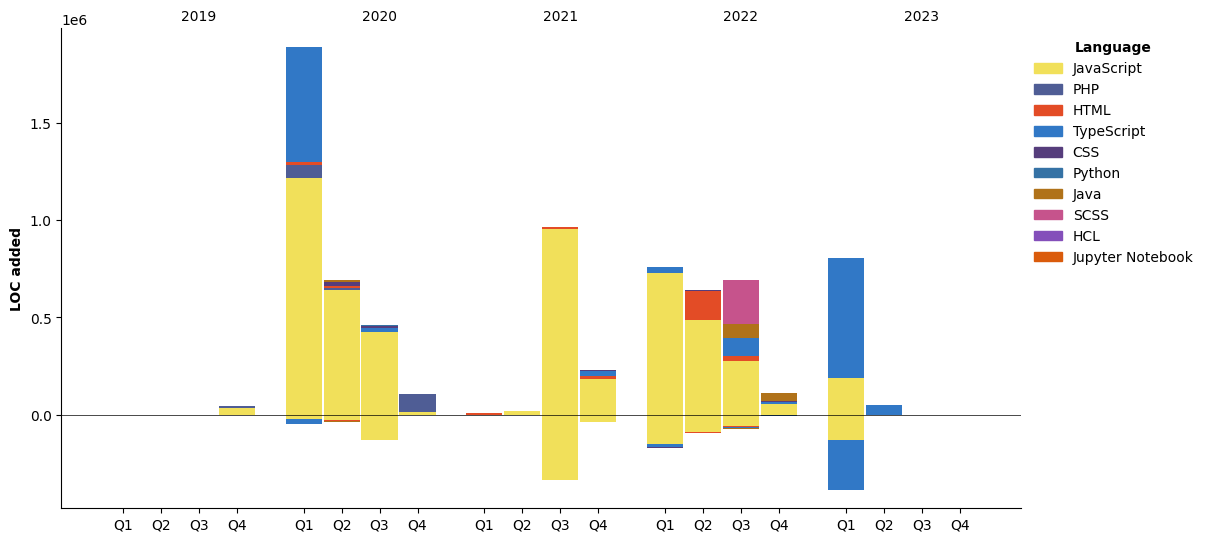 2019 2020 2021 2022 2023
1e6
Language
JavaScript
PHP
HTML
TypeScript
CSS
Python
Java
SCSS
HCL
Jupyter Notebook
LOC added
1.5
1.0
0.5
0.0
Q1 Q2 Q3 Q4 Q1 Q2 Q3 Q4 Q1 Q2 Q3 Q4 Q1 Q2 Q3 Q4 Q1 Q2 Q3 Q4